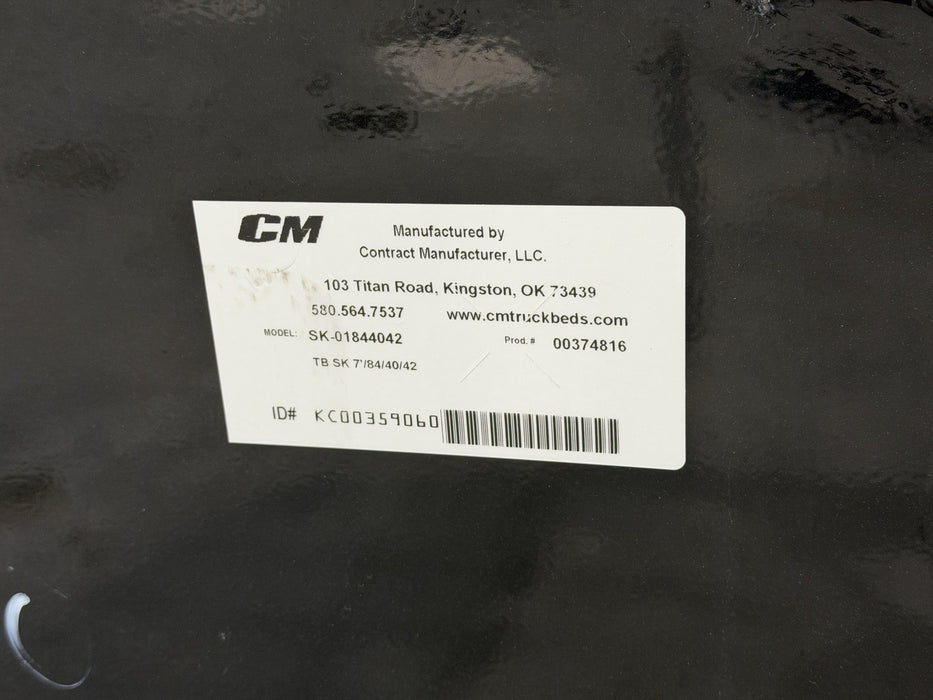 CM
Manufactured by
Contract Manufacturer, LLC.
103 Titan Road, Kingston, OK 73439
580.564.7537 www.cmtruckbeds.com
MODEL: SK-01844042 Prod. # 00374816
TB SK 7'/84/40/42
ID# KC00359060